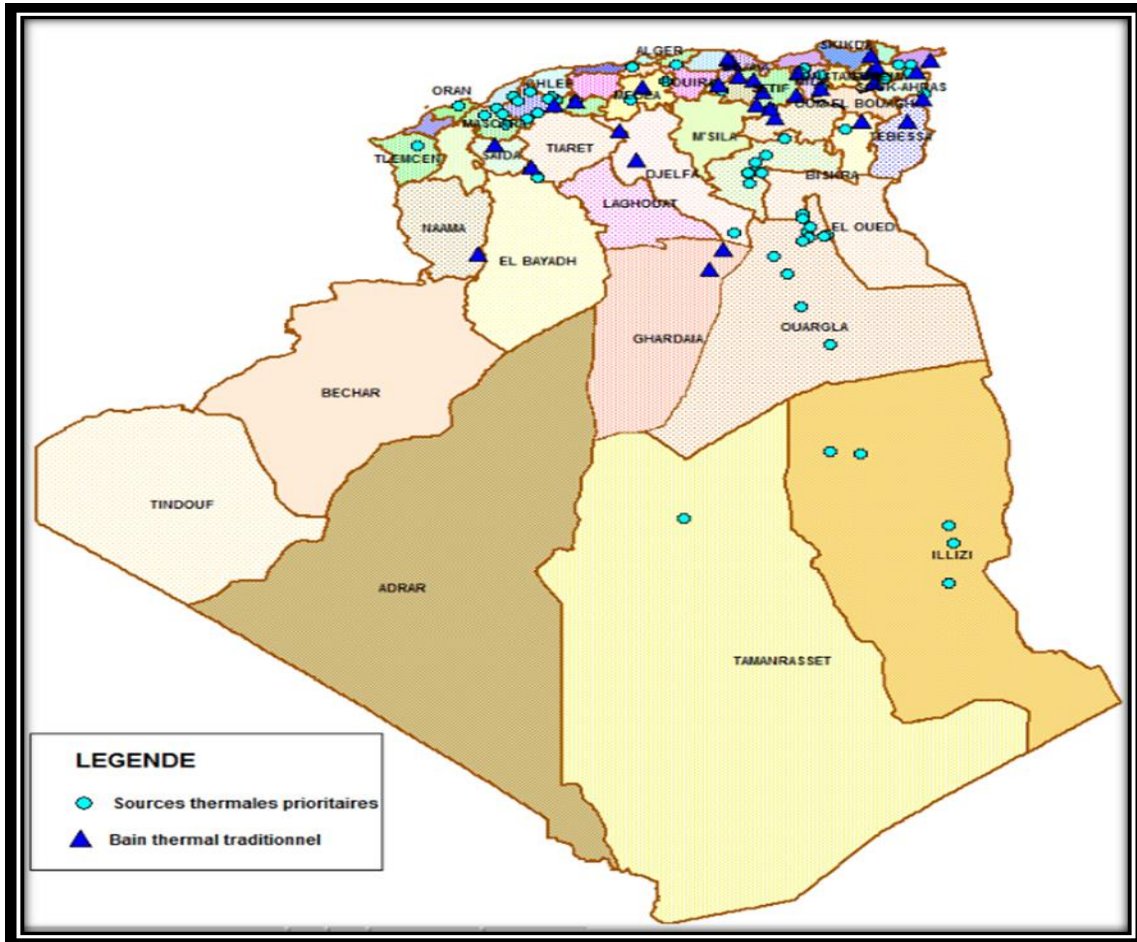 SKIKDA
ALGER
BOUIRA
SETIF
SOUK-AHRAS
ORAN
MEDEA
OUM EL BOUAGHI
MASCARA
M'SILA
TEBESSA
TIARET
TLEMCEN
SAIDA
DJELFA
BISKRA
LAGHOUAT
NAAMA
EL OUED
EL BAYADH
OUARGLA
GHARDAIA
BECHAR
TINDOUF
ILLIZI
ADRAR
TAMANRASSET
LEGENDE
Sources thermales prioritaires
Bain thermal traditionnel